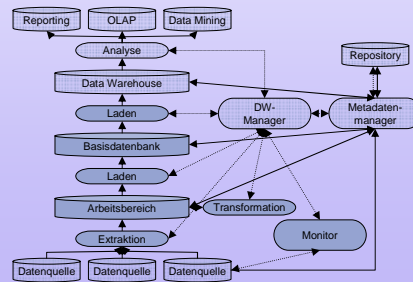 Reporting OLAP Data Mining
Analyse
Repository
Data Warehouse
Laden
DW-
Manager
Metadaten-
manager
Basisdatenbank
Laden
Arbeitsbereich
Transformation
Extraktion
Monitor
Datenquelle Datenquelle Datenquelle